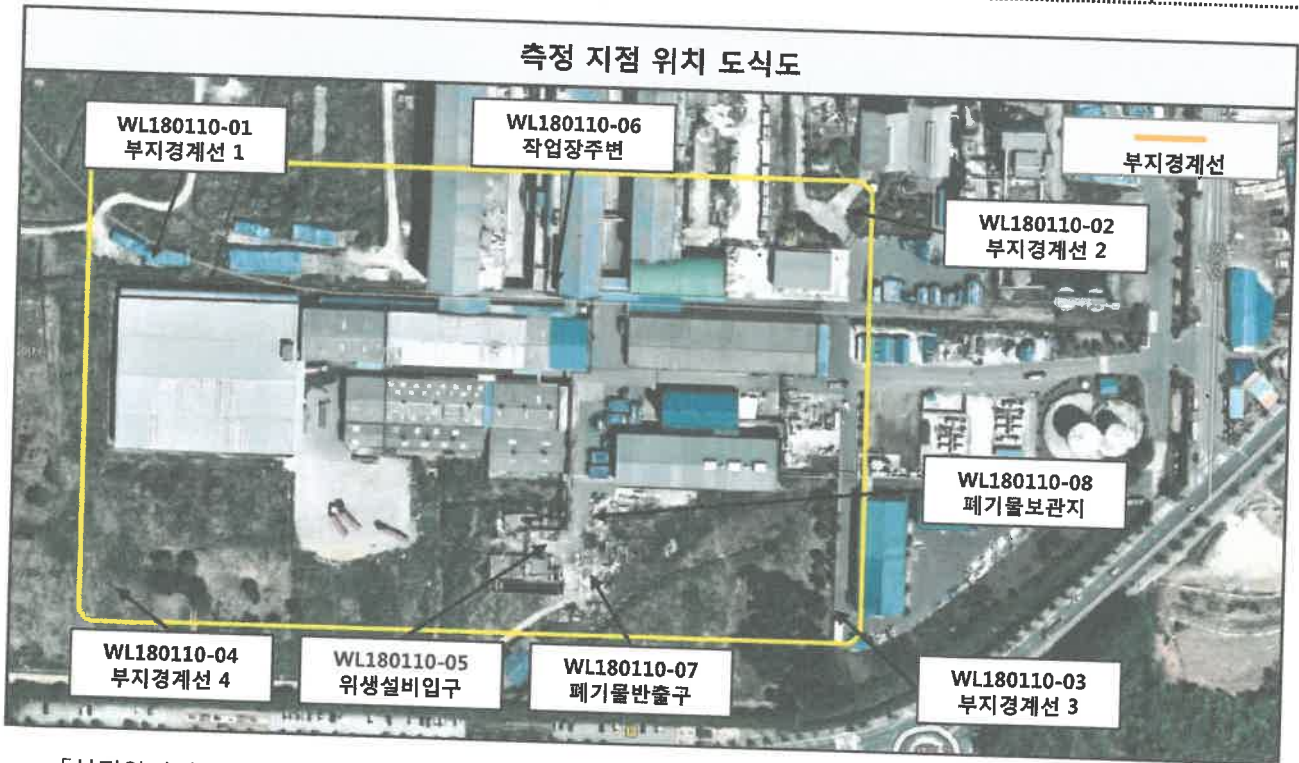 측정 지점 위치 도식도
WL180110-01
부지경계선 1
WL180110-06
작업장주변
부지경계선
WL180110-02
부지경계선 2
WL180110-08
폐기물보관지
WL180110-04
부지경계선 4
WL180110-05
위생설비입구
WL180110-07
폐기물반출구
WL180110-03
부지경계선 3